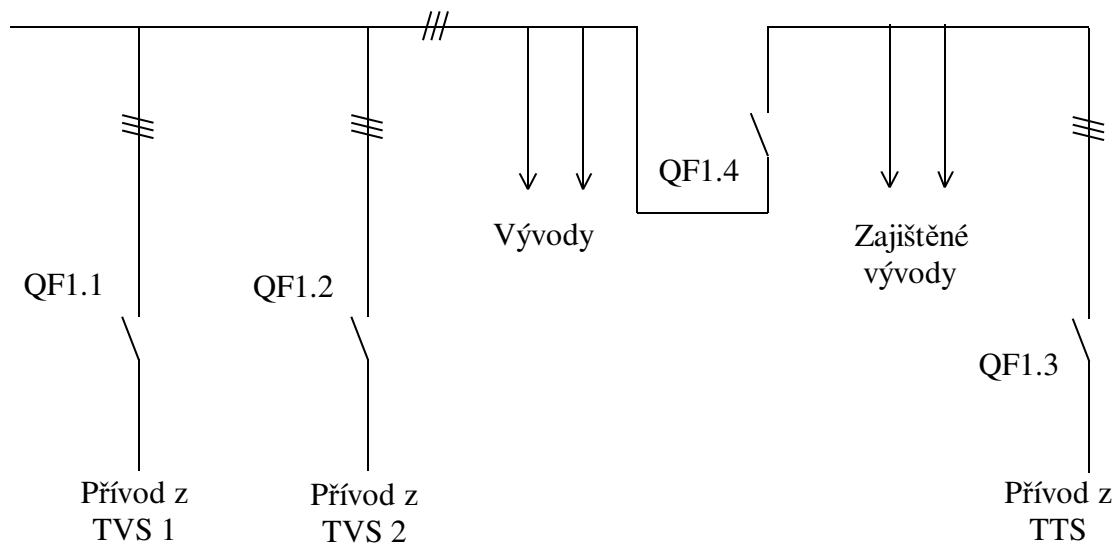 QF1.4
Vývody
Zajištěné
vývody
QF1.1
QF1.2
QF1.3
Přívod z
TVS 1
Přívod z
TVS 2
Přívod z
TTS